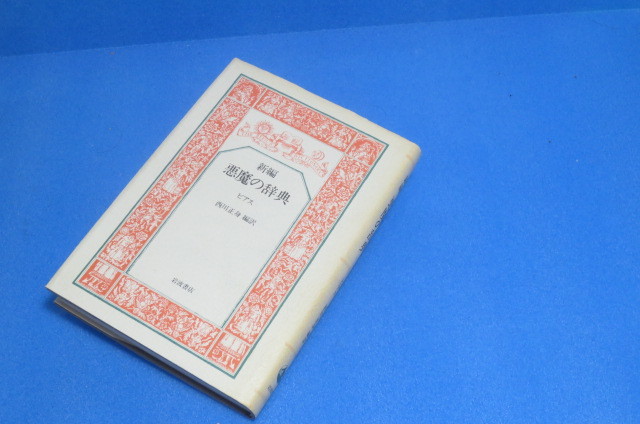 新編
悪魔の辞典
ピアス
西川正身 編訳
岩波書店